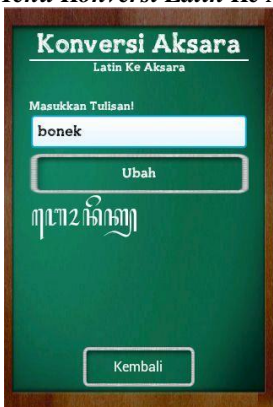 Konversi Aksara
Latin Ke Aksara
Masukkan Tulisan!
bonek
Ubah
ꦧꦺꦴꦤꦼꦏ꧀
Kembali